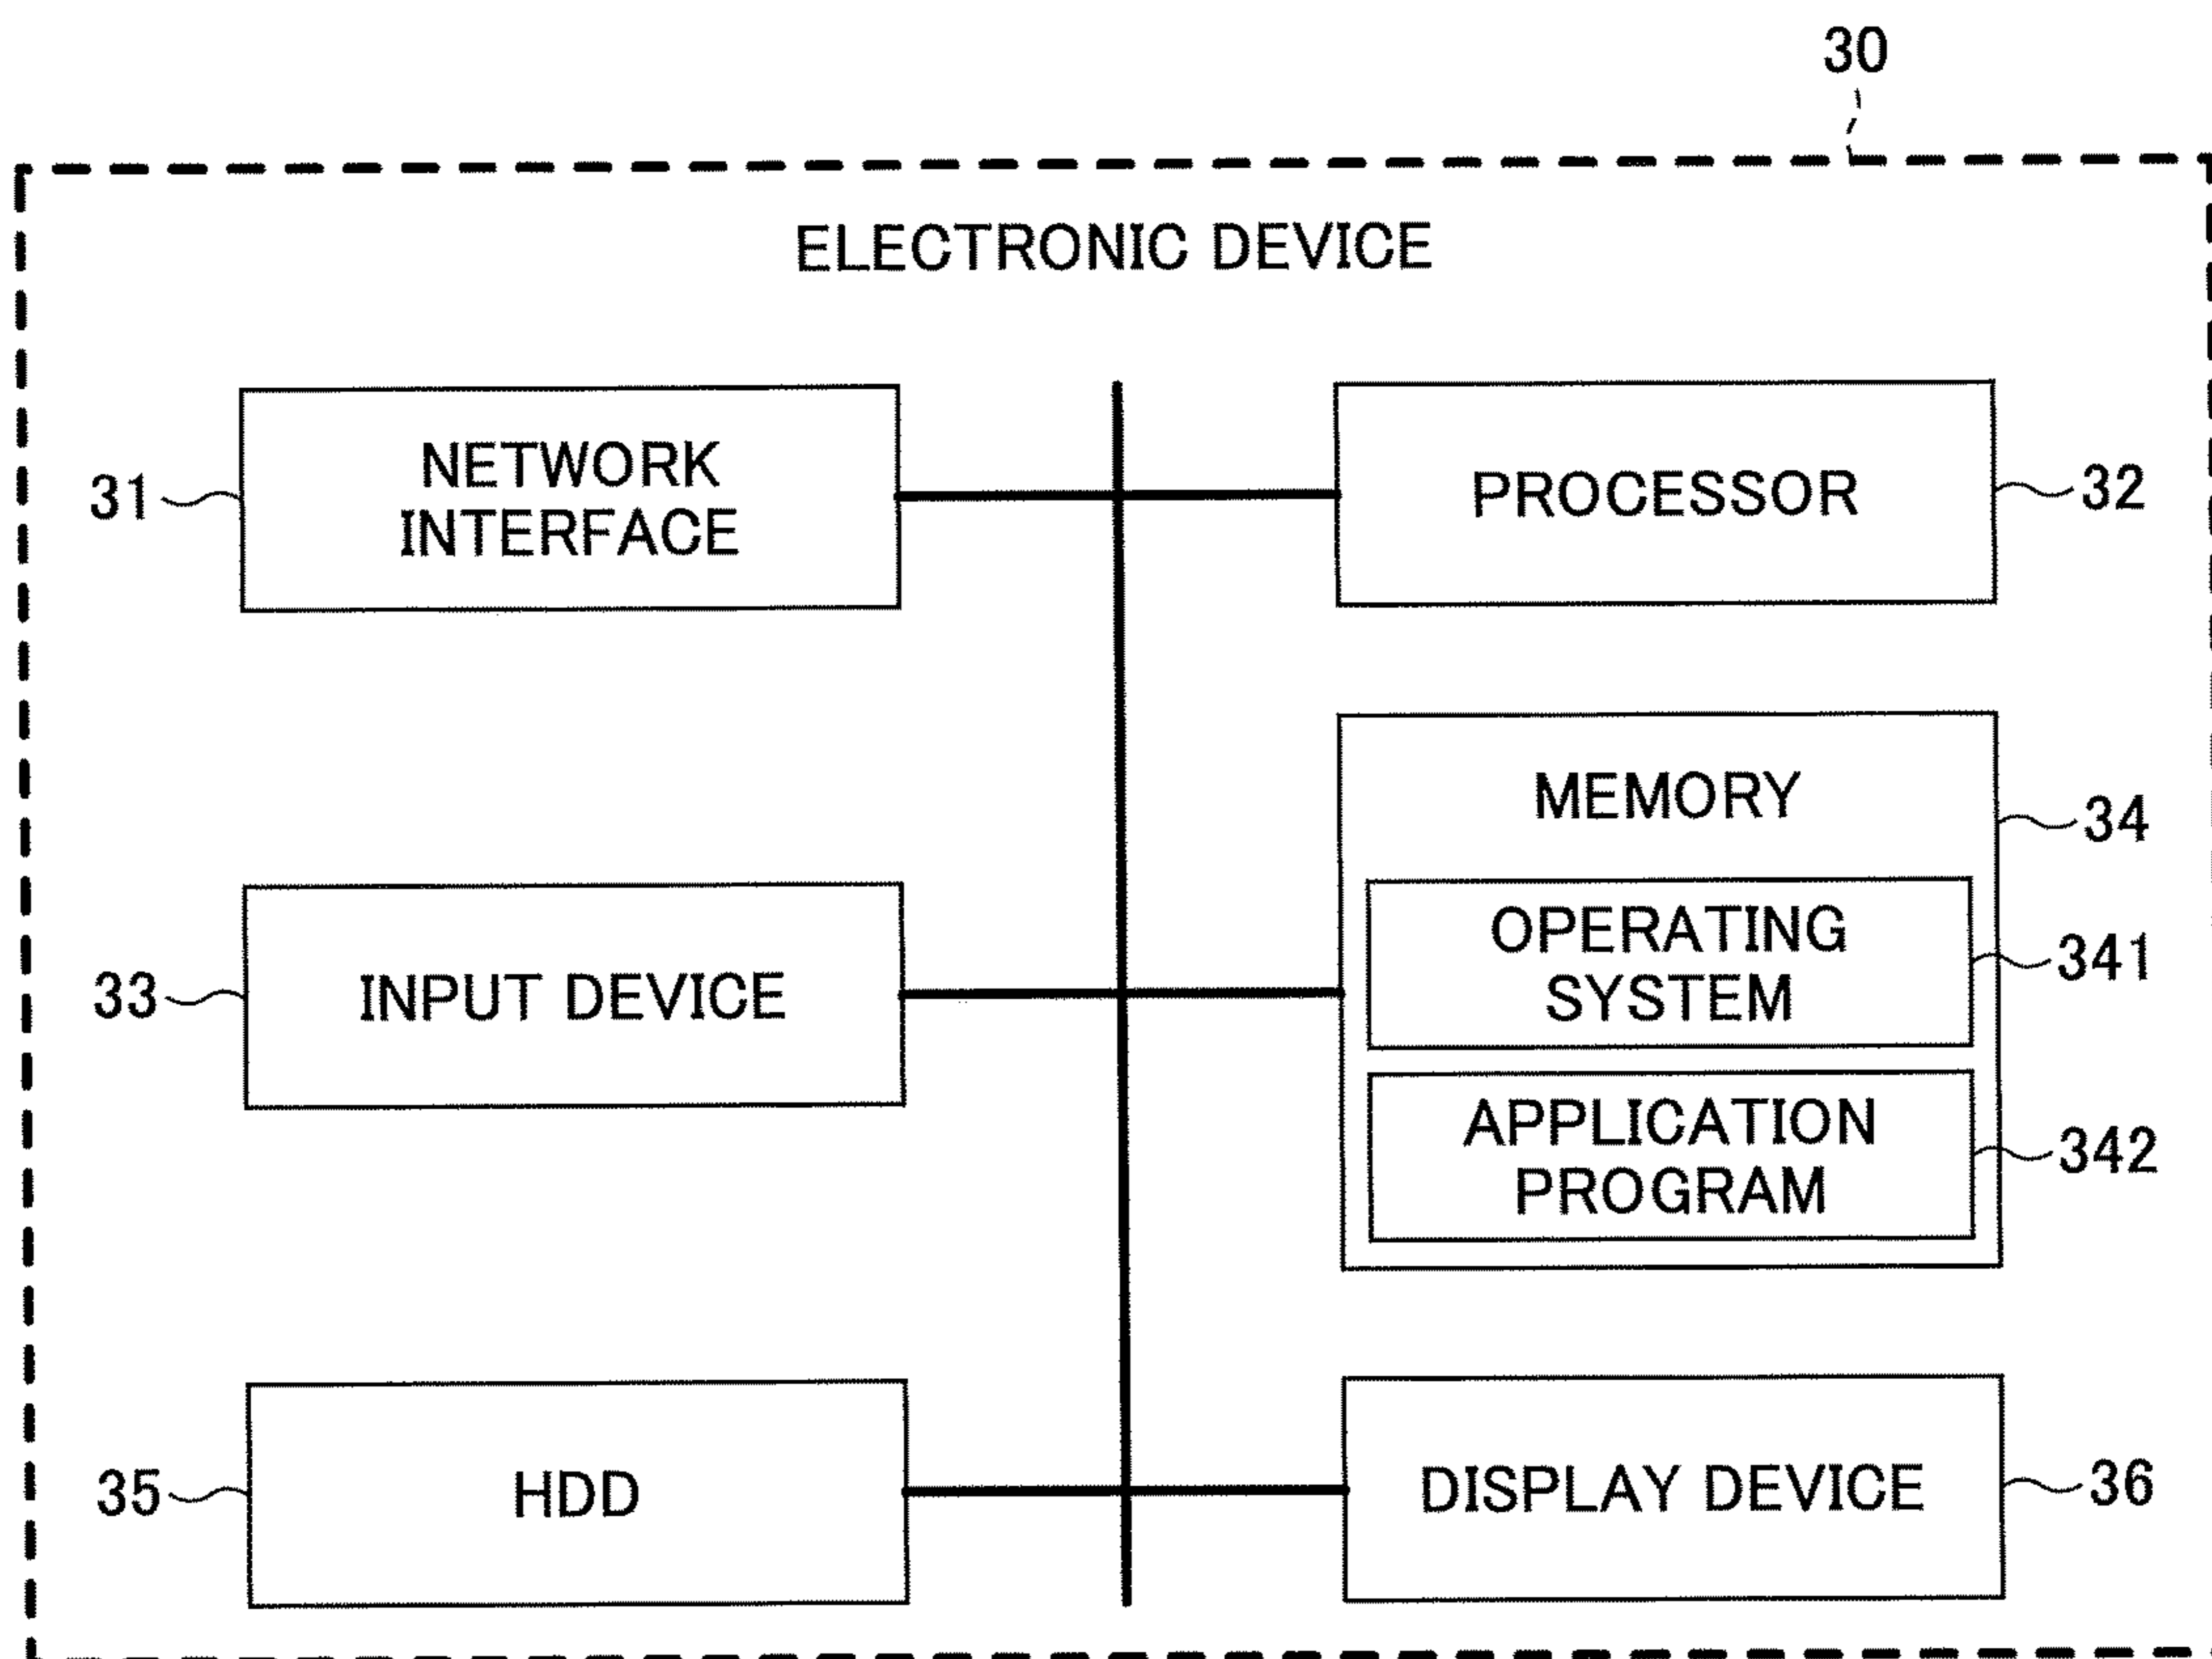 30
ELECTRONIC DEVICE
31
NETWORK
INTERFACE
PROCESSOR
32
MEMORY
34
OPERATING
SYSTEM
341
33
INPUT DEVICE
APPLICATION
PROGRAM
342
35
HDD
DISPLAY DEVICE
36